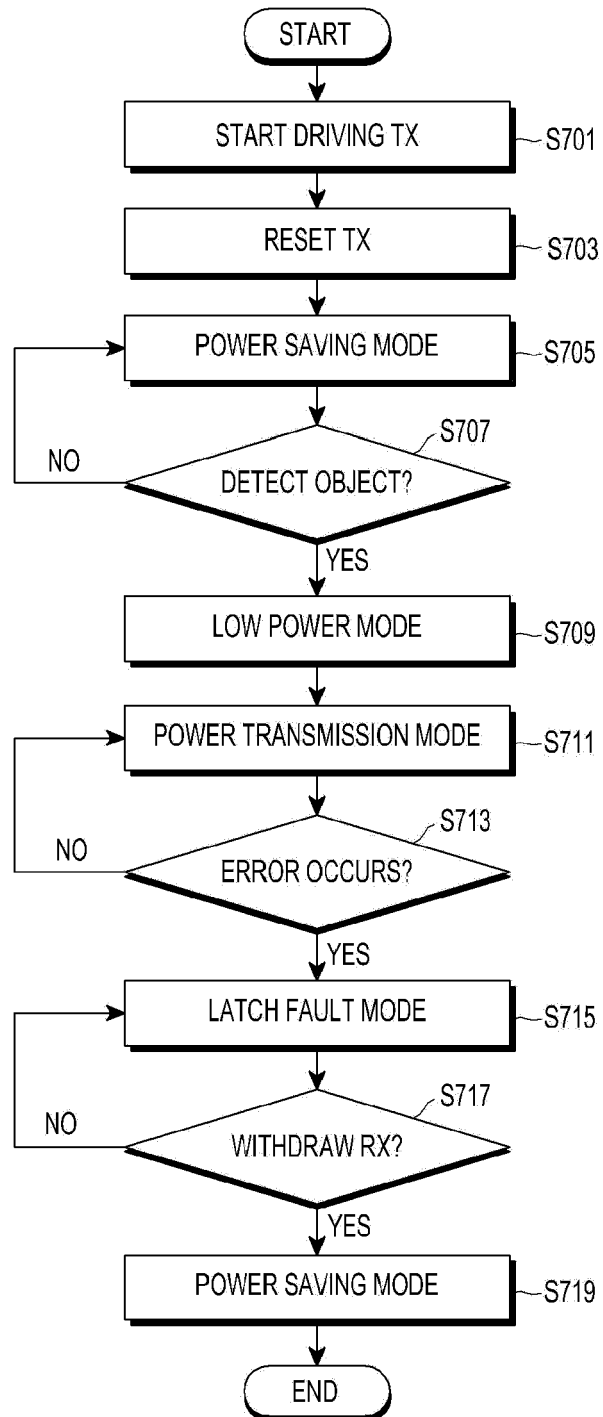 START
START DRIVING TX
S701
RESET TX
S703
POWER SAVING MODE
S705
S707
NO
DETECT OBJECT?
YES
LOW POWER MODE
S709
POWER TRANSMISSION MODE
S711
S713
NO
ERROR OCCURS?
YES
LATCH FAULT MODE
S715
S717
NO
WITHDRAW RX?
YES
POWER SAVING MODE
S719
END